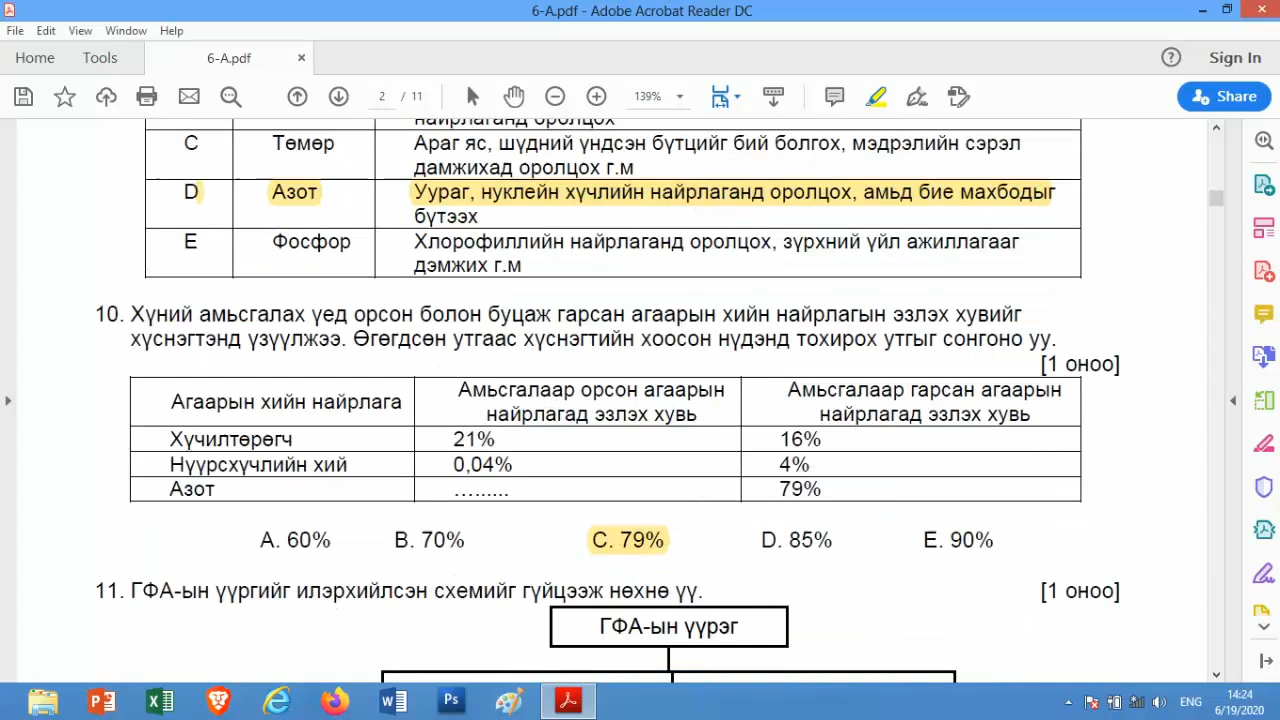 6-A.pdf - Adobe Acrobat Reader DC
File Edit View Window Help
Home Tools 6-A.pdf × Sign In
2 / 11 139% Share
найрлаганд оролцох
C Төмөр Араг яс, шүдний үндсэн бүтцийг бий болгох, мэдрэлийн сэрэл
дамжихад оролцох г.м
D Азот Уураг, нуклейн хүчлийн найрлаганд оролцох, амьд бие махбодыг
бүтээх
E Фосфор Хлорофиллийн найрлаганд оролцох, зүрхний үйл ажиллагааг
дэмжих г.м
10. Хүний амьсгалах үед орсон болон буцаж гарсан агаарын хийн найрлагын эзлэх хувийг
хүснэгтэнд үзүүлжээ. Өгөгдсөн утгаас хүснэгтийн хоосон нүдэнд тохирох утгыг сонгоно уу.
[1 оноо]
Агаарын хийн найрлага Амьсгалаар орсон агаарын найрлагад эзлэх хувь Амьсгалаар гарсан агаарын найрлагад эзлэх хувь
Хүчилтөрөгч 21% 16%
Нүүрсхүчлийн хий 0,04% 4%
Азот …...... 79%
A. 60% B. 70% C. 79% D. 85% E. 90%
11. ГФА-ын үүргийг илэрхийлсэн схемийг гүйцээж нөхнө үү. [1 оноо]
ГФА-ын үүрэг
ENG 14:24
6/19/2020